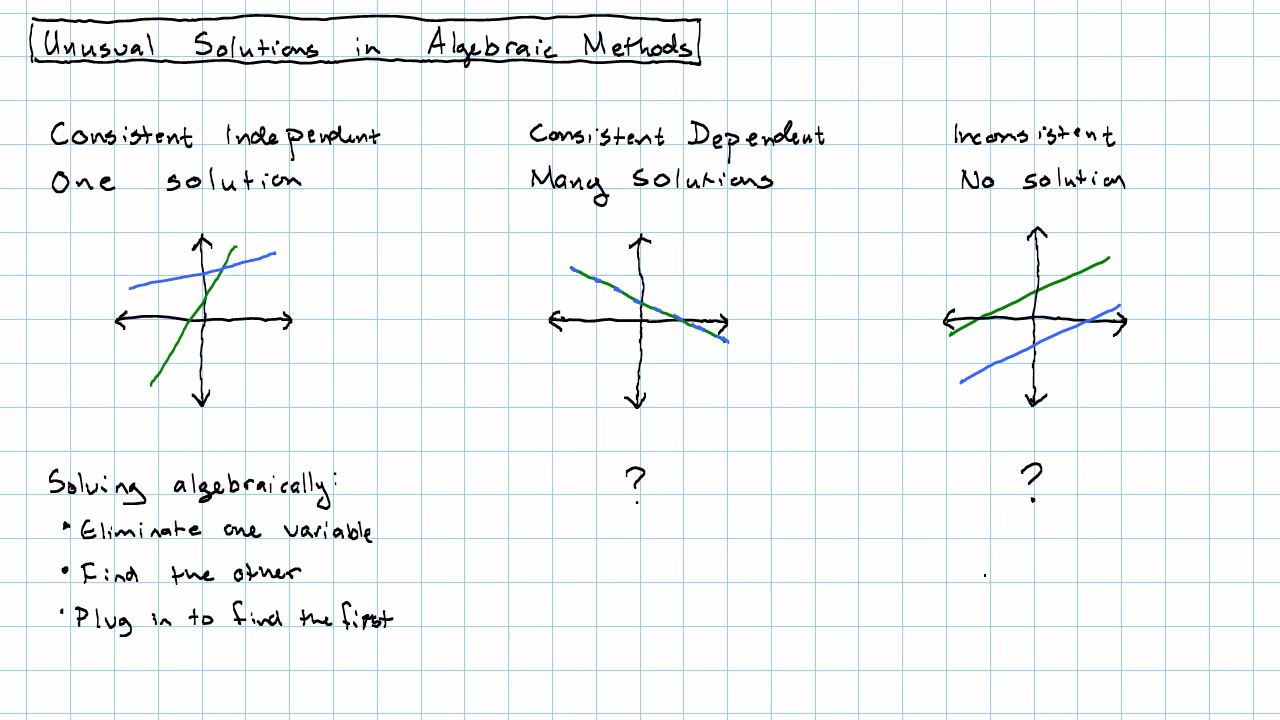 Unusual Solutions in Algebraic Methods
Consistent Independent
One solution
Consistent Dependent
Many Solutions
Inconsistent
No solution
Solving algebraically:
• Eliminate one variable
• Find the other
• Plug in to find the first
?
?